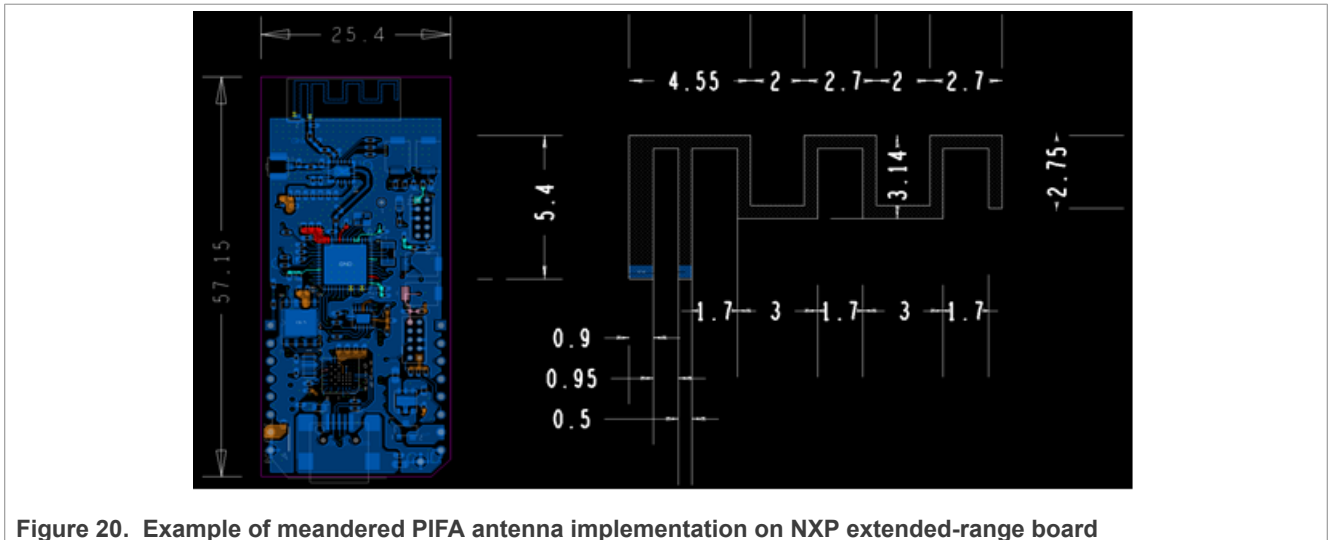 25.4
4.55 2 2.7 2 2.7
57.15
5.4
3.14
2.75
1.7 3 1.7 3 1.7
0.9
0.95
0.5
Figure 20. Example of meandered PIFA antenna implementation on NXP extended-range board